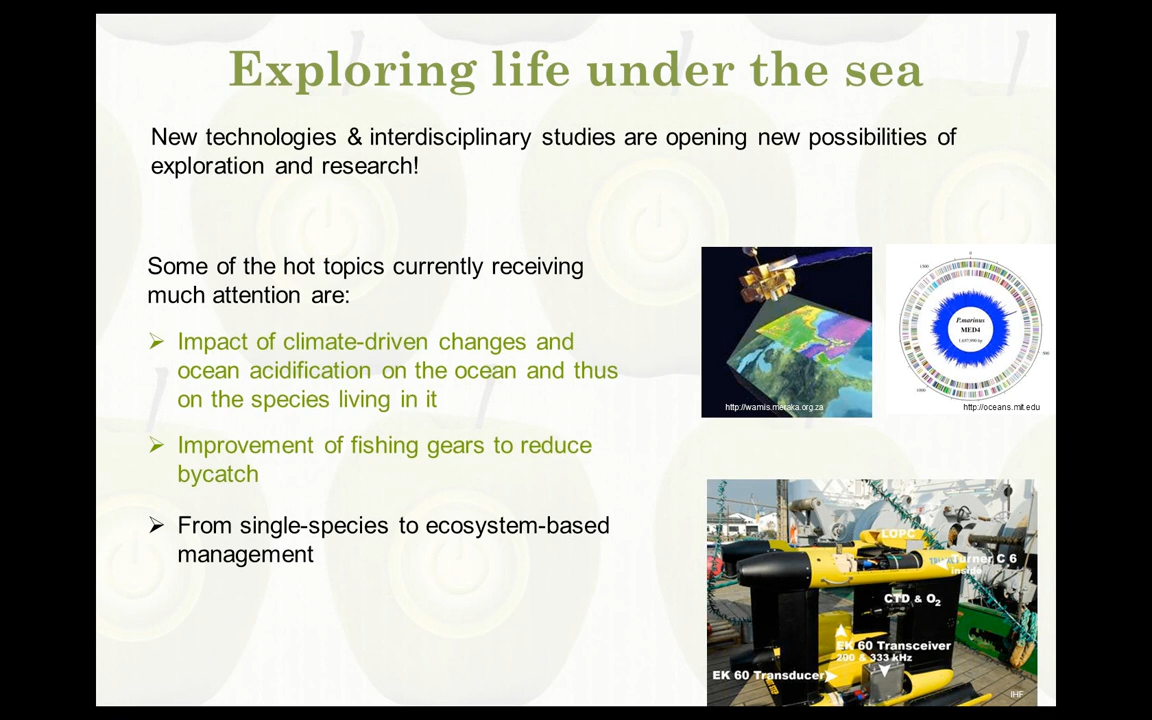 Exploring life under the sea
New technologies & interdisciplinary studies are opening new possibilities of
exploration and research!
Some of the hot topics currently receiving
much attention are:
Impact of climate-driven changes and
ocean acidification on the ocean and thus
on the species living in it
Improvement of fishing gears to reduce
bycatch
From single-species to ecosystem-based
management
http://wamis.meraka.org.za
0
P.marinus
MED4
http://oceans.mit.edu
LOPC
Turner C 6
inside
CTD & O2
EK 60 Transceiver
200 & 333 kHz
EK 60 Transducer
IHF